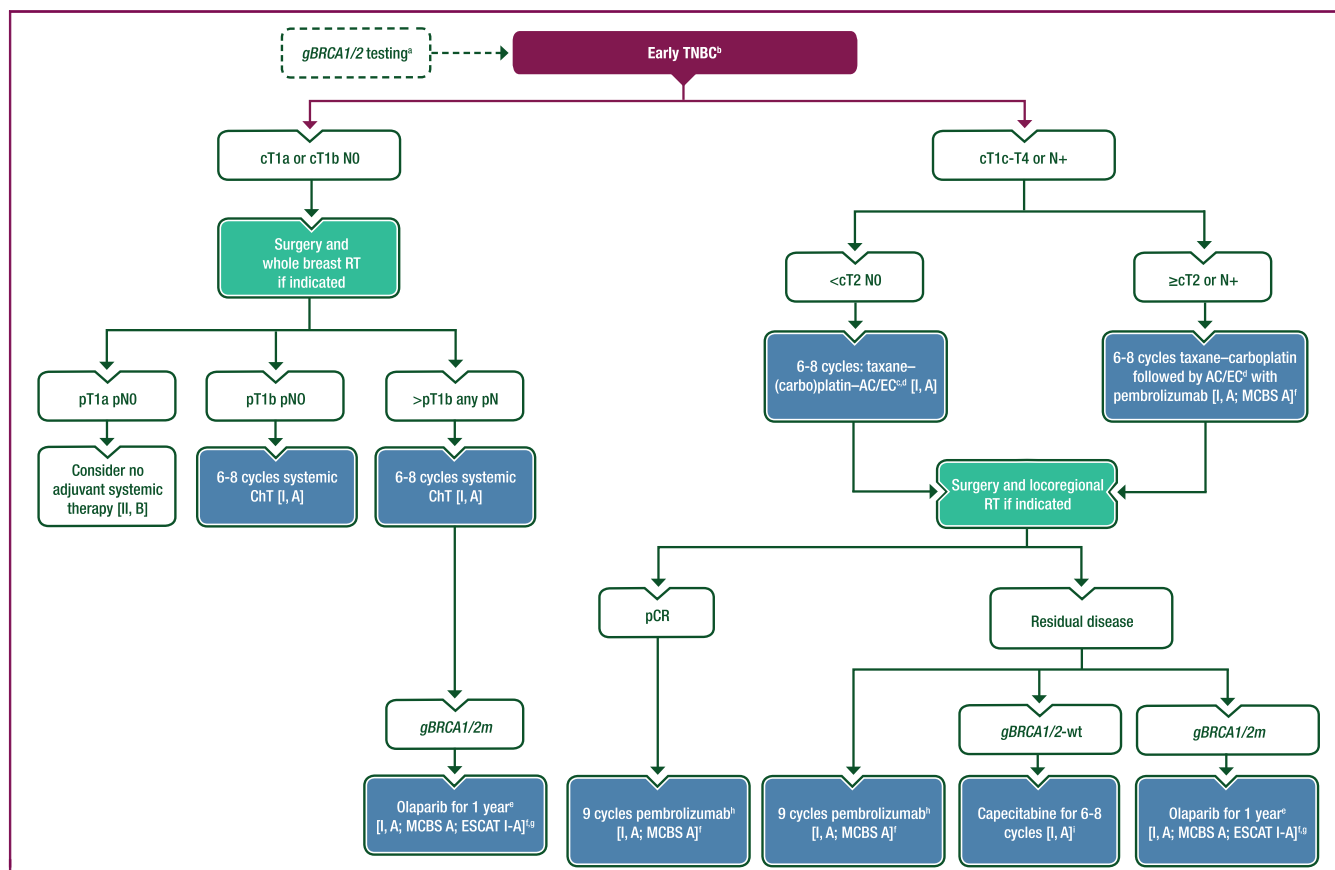 gBRCA1/2 testingᵃ
Early TNBCᵇ
cT1a or cT1b N0
cT1c-T4 or N+
Surgery and
whole breast RT
if indicated
<cT2 N0
≥cT2 or N+
6-8 cycles: taxane–
(carbo)platin–AC/ECᶜ,ᵈ [I, A]
6-8 cycles taxane–carboplatin
followed by AC/ECᵈ with
pembrolizumab [I, A; MCBS A]ᶠ
pT1a pN0
pT1b pN0
>pT1b any pN
Consider no
adjuvant systemic
therapy [II, B]
6-8 cycles systemic
ChT [I, A]
6-8 cycles systemic
ChT [I, A]
Surgery and locoregional
RT if indicated
pCR
Residual disease
gBRCA1/2m
gBRCA1/2-wt
gBRCA1/2m
Olaparib for 1 yearᵉ
[I, A; MCBS A; ESCAT I-A]ᶠ,ᵍ
9 cycles pembrolizumabʰ
[I, A; MCBS A]ᶠ
9 cycles pembrolizumabʰ
[I, A; MCBS A]ᶠ
Capecitabine for 6-8
cycles [I, A]ⁱ
Olaparib for 1 yearᵉ
[I, A; MCBS A; ESCAT I-A]ᶠ,ᵍ